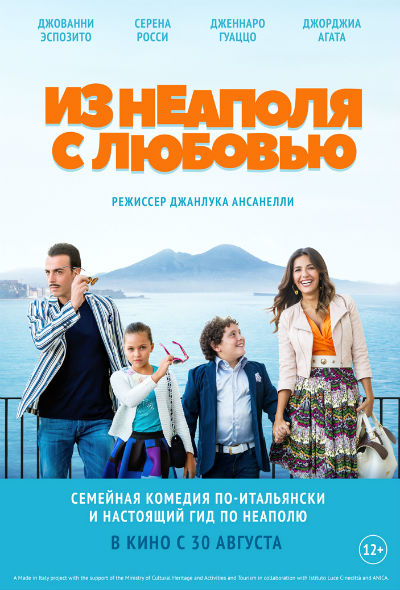 ДЖОВАННИ ЭСПОЗИТО
СЕРЕНА РОССИ
ДЖЕННАРО ГУАЦЦО
ДЖОРДЖИА АГАТА
ИЗ НЕАПОЛЯ
С ЛЮБОВЬЮ
РЕЖИССЕР ДЖАНЛУКА АНСАНЕЛЛИ
СЕМЕЙНАЯ КОМЕДИЯ ПО-ИТАЛЬЯНСКИ
И НАСТОЯЩИЙ ГИД ПО НЕАПОЛЮ
В КИНО С 30 АВГУСТА
12+
A Made in Italy project with the support of the Ministry of Cultural Heritage and Activities and Tourism in collaboration with Istituto Luce Cinecittà and ANICA.